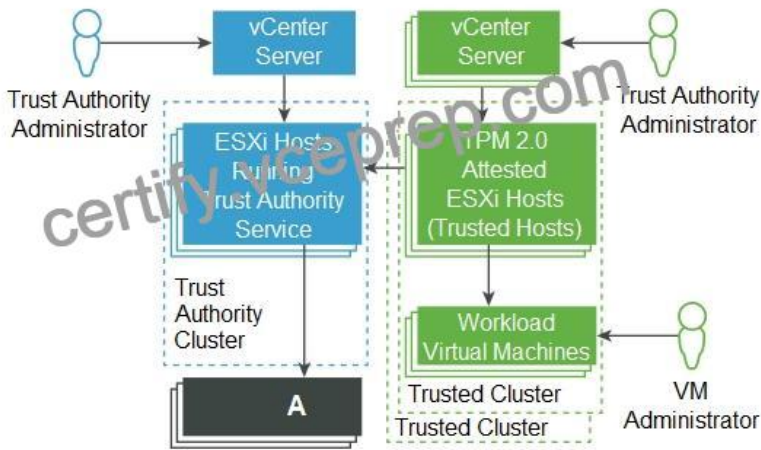 vCenter
Server
vCenter
Server
Trust Authority
Administrator
Trust Authority
Administrator
ESXi Hosts
Running
Trust Authority
Service
TPM 2.0
Attested
ESXi Hosts
(Trusted Hosts)
certify.vceprep.com
Trust
Authority
Cluster
Workload
Virtual Machines
Trusted Cluster
Trusted Cluster
VM
Administrator
A